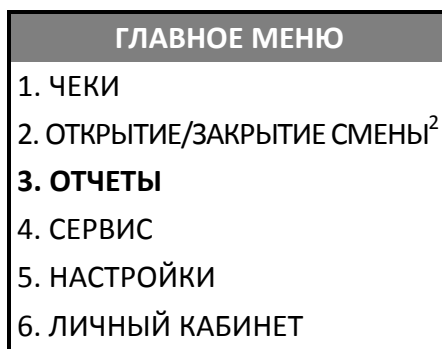 ГЛАВНОЕ МЕНЮ
1. ЧЕКИ
2. ОТКРЫТИЕ/ЗАКРЫТИЕ СМЕНЫ²
3. ОТЧЕТЫ
4. СЕРВИС
5. НАСТРОЙКИ
6. ЛИЧНЫЙ КАБИНЕТ